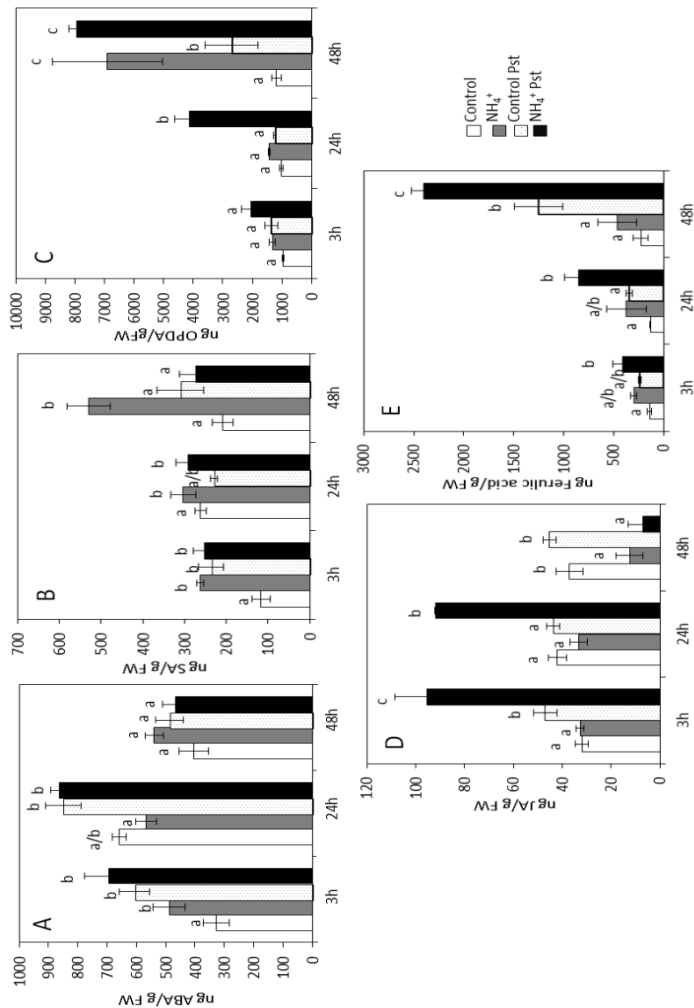 A
1000
900
800
700
600
500
400
300
200
100
0
ng ABA/g FW
a b b b
a/b a b b
a a a a
3h 24h 48h
B
700
600
500
400
300
200
100
0
ng SA/g FW
a b b b
a b a/b b
a b a
3h 24h 48h
C
10000
9000
8000
7000
6000
5000
4000
3000
2000
1000
0
ng OPDA/gFW
a a a a
a a a b
a c b c
3h 24h 48h
D
120
100
80
60
40
20
0
ng JA/g FW
a a b c
a a a b
b a b a
3h 24h 48h
E
3000
2500
2000
1500
1000
500
0
ng Ferulic acid/g FW
a a/b a/b b
a a/b a b
a a b c
3h 24h 48h
Control
NH₄⁺
Control Pst
NH₄⁺ Pst